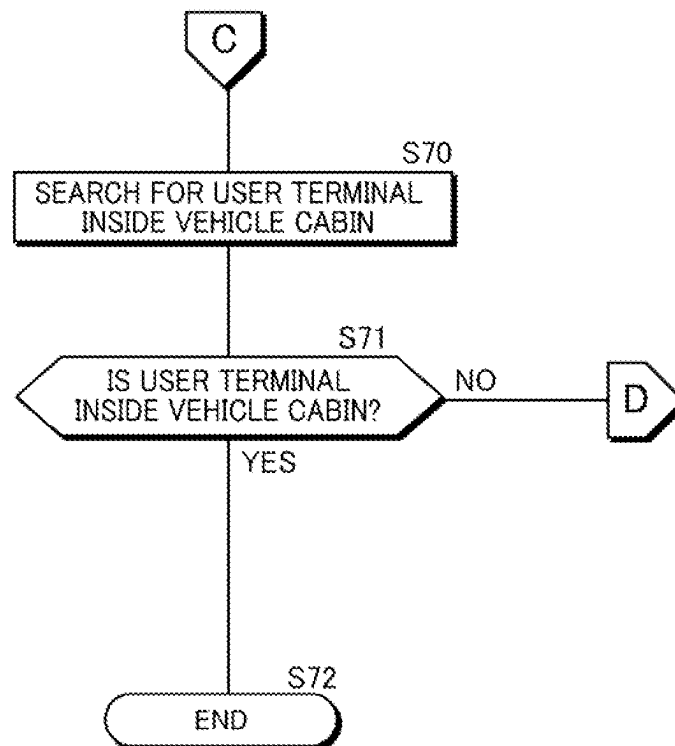 C
S70
SEARCH FOR USER TERMINAL
INSIDE VEHICLE CABIN
S71
IS USER TERMINAL
INSIDE VEHICLE CABIN?
NO
D
YES
S72
END